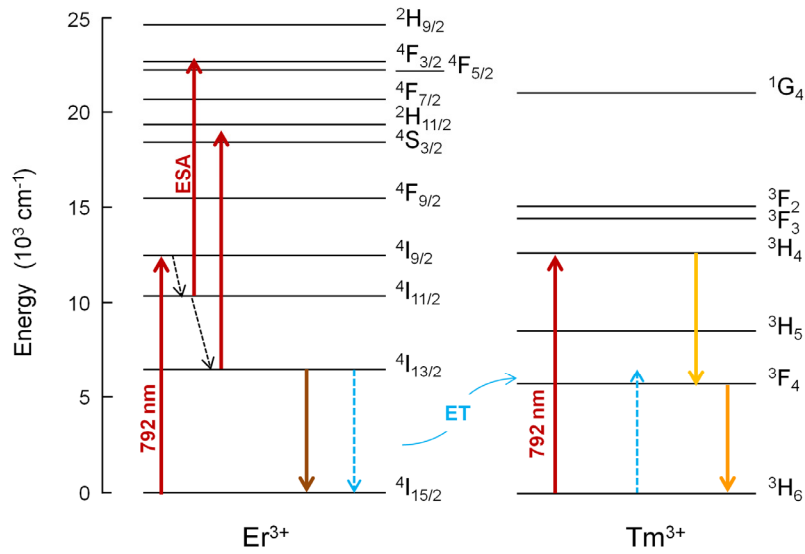 Energy (10³ cm⁻¹)
25
20
15
10
5
0
²H₉/₂
⁴F₃/₂
⁴F₅/₂
⁴F₇/₂
²H₁₁/₂
⁴S₃/₂
⁴F₉/₂
⁴I₉/₂
⁴I₁₁/₂
⁴I₁₃/₂
⁴I₁₅/₂
ESA
792 nm
Er³⁺
ET
¹G₄
³F₂
³F₃
³H₄
³H₅
³F₄
³H₆
792 nm
Tm³⁺